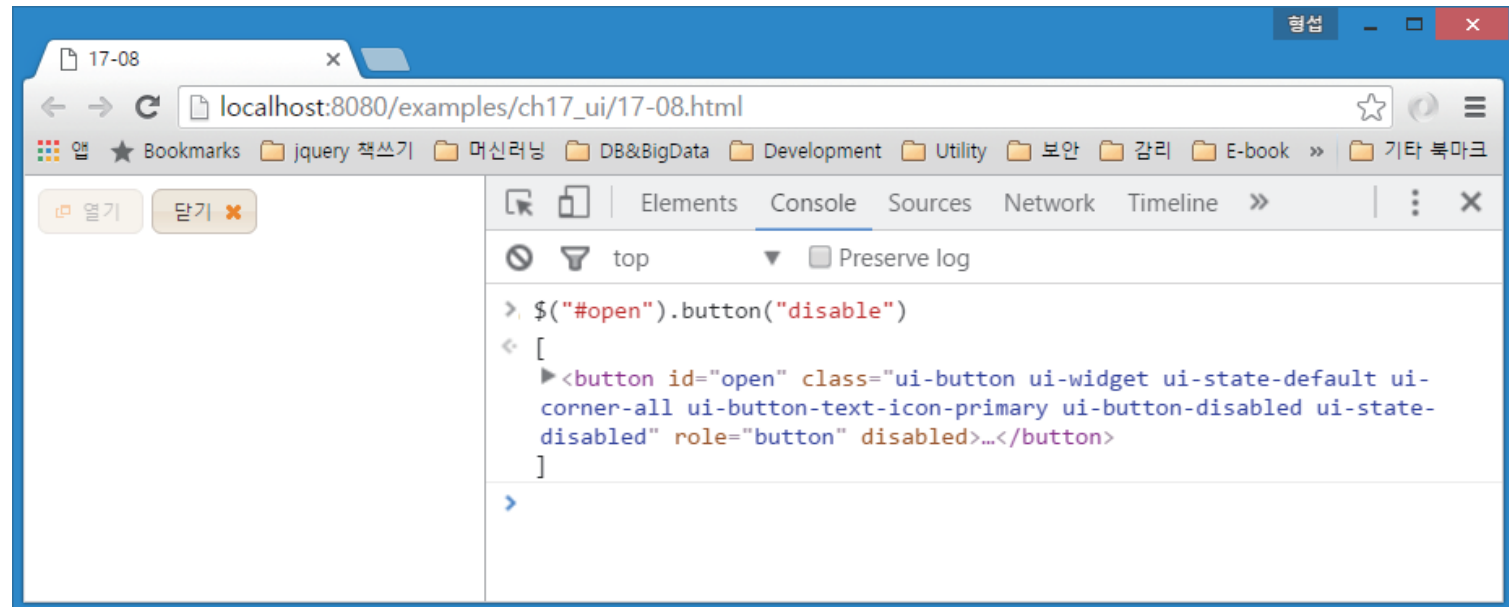 형섭
17-08
localhost:8080/examples/ch17_ui/17-08.html
앱 Bookmarks jquery 책쓰기 머신러닝 DB&BigData Development Utility 보안 감리 E-book » 기타 북마크
열기 닫기
Elements Console Sources Network Timeline »
top Preserve log
> $("#open").button("disable")
[
<button id="open" class="ui-button ui-widget ui-state-default ui-
corner-all ui-button-text-icon-primary ui-button-disabled ui-state-
disabled" role="button" disabled>…</button>
]
>